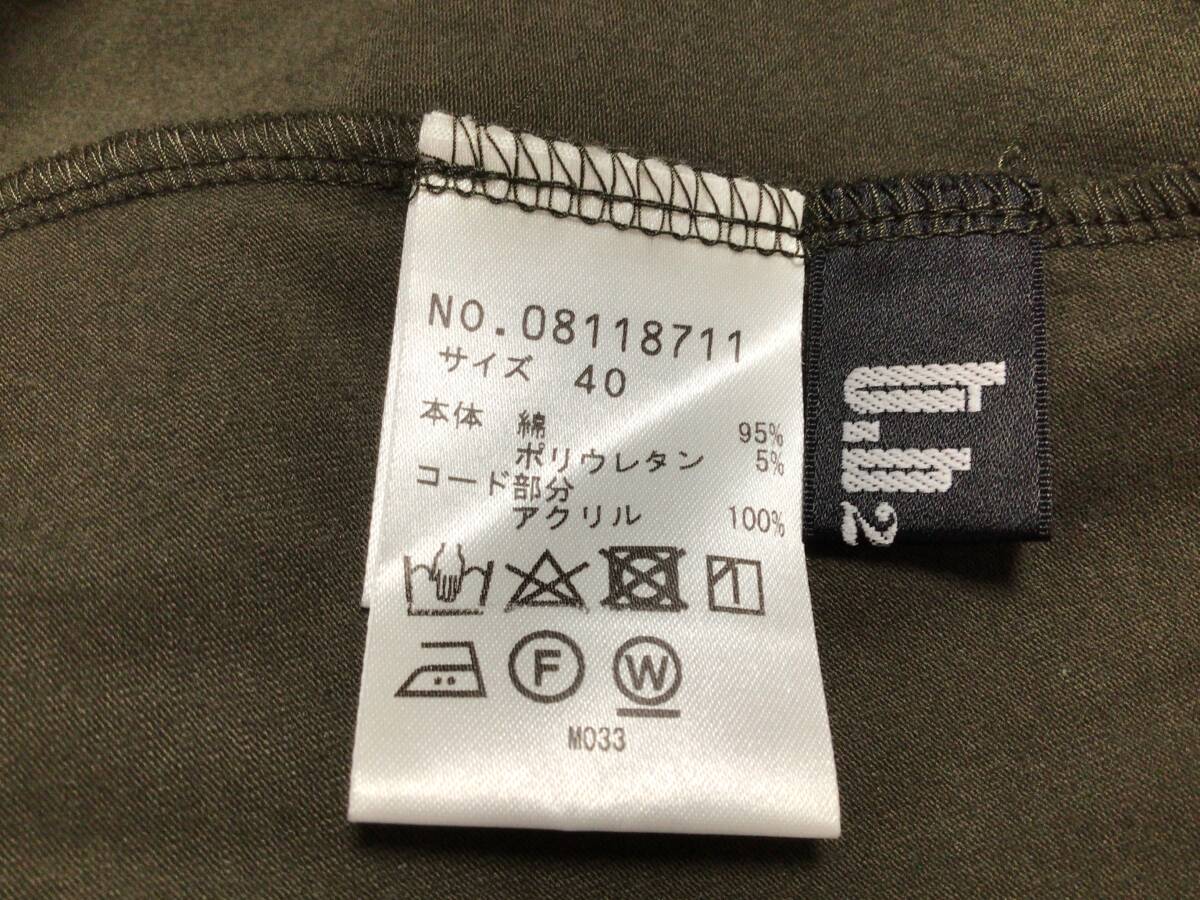 NO.08118711
サイズ 40
本体 綿 95%
ポリウレタン 5%
コード部分
アクリル 100%
F W
M033
b.b2